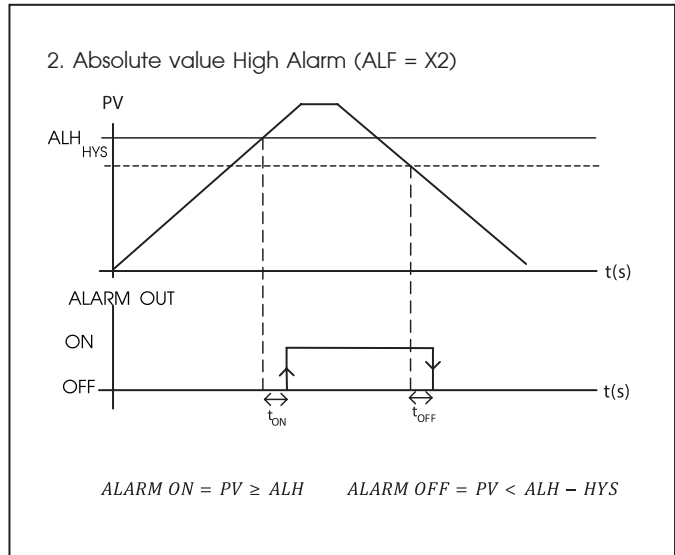 2. Absolute value High Alarm (ALF = X2)
PV
ALH
HYS
t(s)
ALARM OUT
ON
OFF
t(s)
tON
tOFF
ALARM ON = PV ≥ ALH
ALARM OFF = PV < ALH − HYS